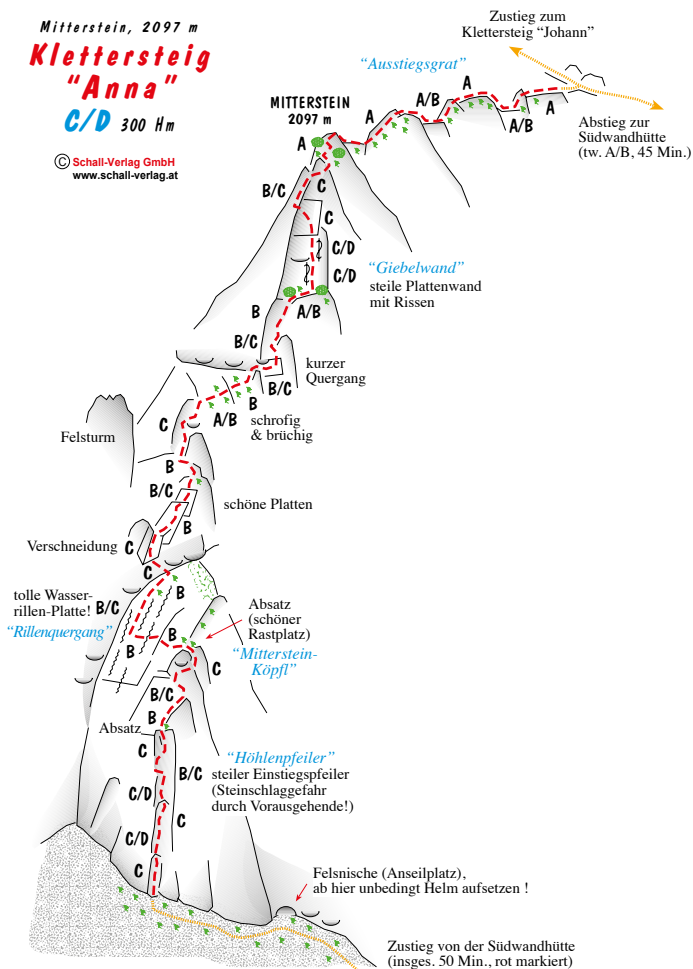 Mitterstein, 2097 m
Klettersteig
"Anna"
C/D 300 Hm
© Schall-Verlag GmbH
www.schall-verlag.at
Zustieg zum
Klettersteig "Johann"
"Ausstiegsgrat"
MITTERSTEIN
2097 m
A
A/B
A
A
A/B
A
Abstieg zur
Südwandhütte
(tw. A/B, 45 Min.)
B/C
C
C
C/D
C/D
"Giebelwand"
steile Plattenwand
mit Rissen
B
A/B
B/C
kurzer
Quergang
B/C
B
A/B
C
schrofig
& brüchig
Felsturm
B
B/C
schöne Platten
B
Verschneidung
C
C
tolle Wasser-
rillen-Platte!
B/C
B
"Rillenquergang"
B
B
Absatz
(schöner
Rastplatz)
"Mitterstein-
Köpfl"
C
B/C
B
Absatz
C
"Höhlenpfeiler"
steiler Einstiegspfeiler
(Steinschlaggefahr
durch Vorausgehende!)
B/C
C/D
C
C/D
C
Felsnische (Anseilplatz),
ab hier unbedingt Helm aufsetzen !
Zustieg von der Südwandhütte
(insges. 50 Min., rot markiert)